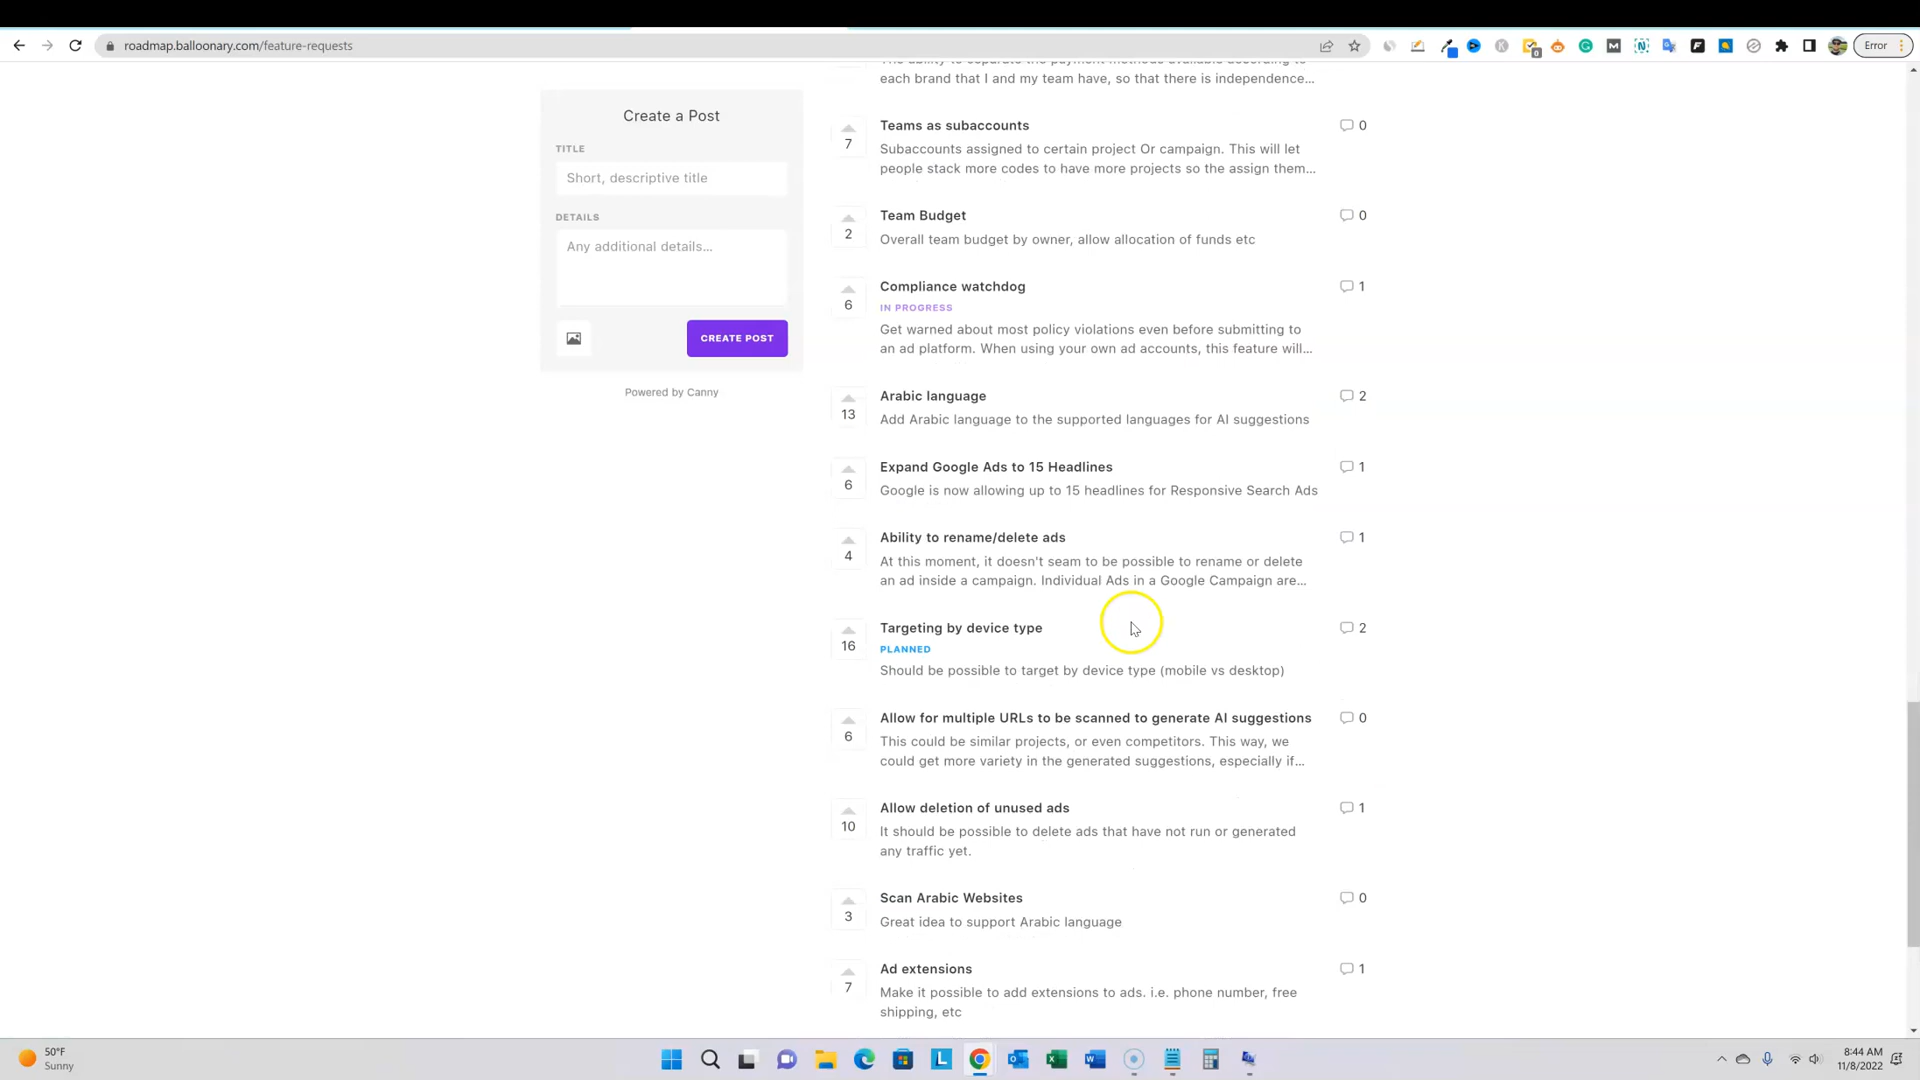 roadmap.balloonary.com/feature-requests
Error
Create a Post
TITLE
Short, descriptive title
DETAILS
Any additional details...
CREATE POST
Powered by Canny
The ability to separate the payment methods available according to
each brand that I and my team have, so that there is independence...
Teams as subaccounts
0
7
Subaccounts assigned to certain project Or campaign. This will let
people stack more codes to have more projects so the assign them...
Team Budget
0
2
Overall team budget by owner, allow allocation of funds etc
Compliance watchdog
1
6
IN PROGRESS
Get warned about most policy violations even before submitting to
an ad platform. When using your own ad accounts, this feature will...
Arabic language
2
13
Add Arabic language to the supported languages for AI suggestions
Expand Google Ads to 15 Headlines
1
6
Google is now allowing up to 15 headlines for Responsive Search Ads
Ability to rename/delete ads
1
4
At this moment, it doesn't seam to be possible to rename or delete
an ad inside a campaign. Individual Ads in a Google Campaign are...
Targeting by device type
2
16
PLANNED
Should be possible to target by device type (mobile vs desktop)
Allow for multiple URLs to be scanned to generate AI suggestions
0
6
This could be similar projects, or even competitors. This way, we
could get more variety in the generated suggestions, especially if...
Allow deletion of unused ads
1
10
It should be possible to delete ads that have not run or generated
any traffic yet.
Scan Arabic Websites
0
3
Great idea to support Arabic language
Ad extensions
1
7
Make it possible to add extensions to ads. i.e. phone number, free
shipping, etc
50°F
Sunny
8:44 AM
11/8/2022